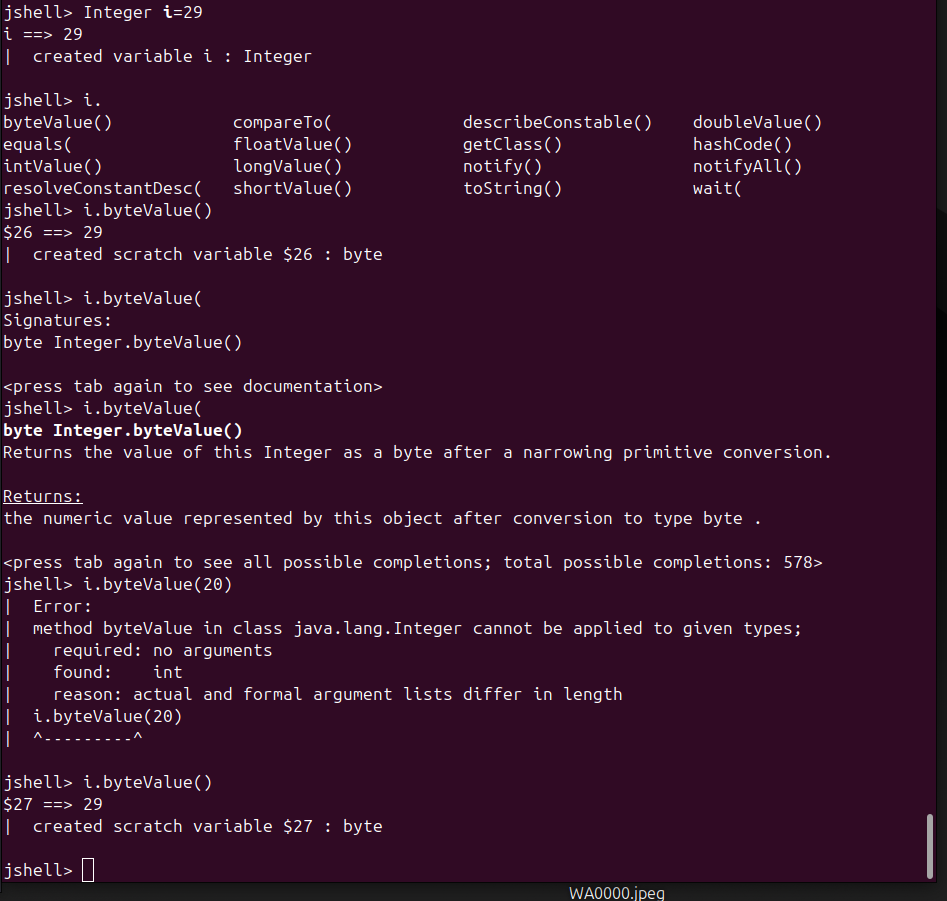 jshell> Integer i=29
i ==> 29
|  created variable i : Integer
jshell> i.
byteValue()            compareTo(             describeConstable()    doubleValue()
equals(                floatValue()           getClass()             hashCode()
intValue()             longValue()            notify()               notifyAll()
resolveConstantDesc(   shortValue()           toString()             wait(
jshell> i.byteValue()
$26 ==> 29
|  created scratch variable $26 : byte
jshell> i.byteValue(
Signatures:
byte Integer.byteValue()
<press tab again to see documentation>
jshell> i.byteValue(
byte Integer.byteValue()
Returns the value of this Integer as a byte after a narrowing primitive conversion.
Returns:
the numeric value represented by this object after conversion to type byte .
<press tab again to see all possible completions; total possible completions: 578>
jshell> i.byteValue(20)
|  Error:
|  method byteValue in class java.lang.Integer cannot be applied to given types;
|    required: no arguments
|    found:    int
|    reason: actual and formal argument lists differ in length
|  i.byteValue(20)
|  ^---------^
jshell> i.byteValue()
$27 ==> 29
|  created scratch variable $27 : byte
jshell>
WA0000.jpeg